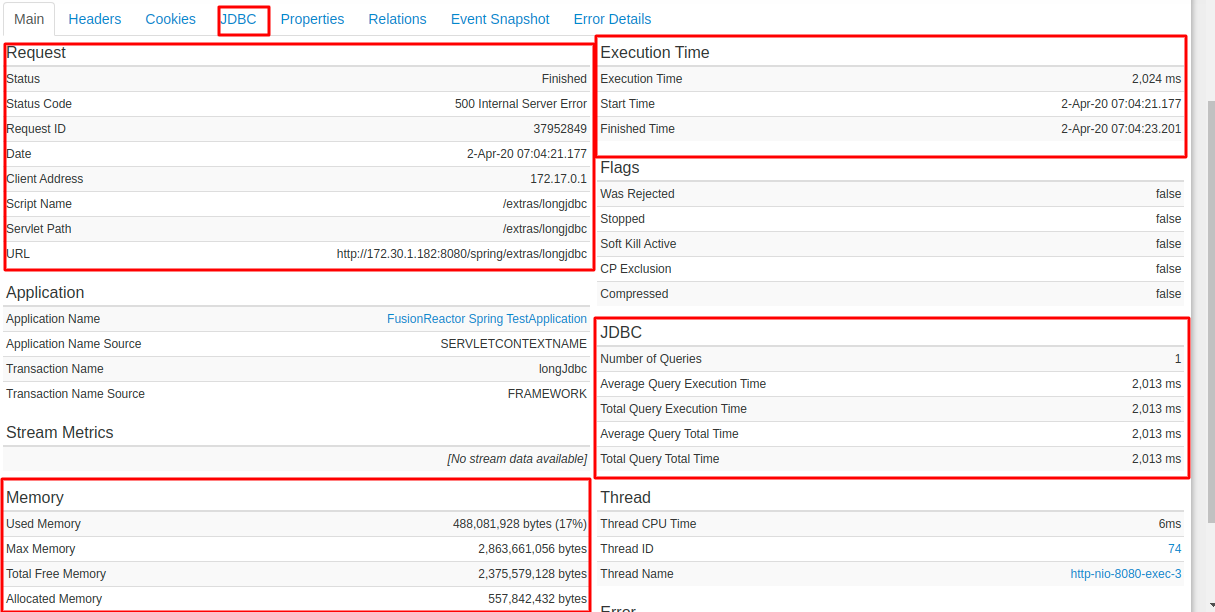 Main Headers Cookies JDBC Properties Relations Event Snapshot Error Details
Request
Status Finished
Status Code 500 Internal Server Error
Request ID 37952849
Date 2-Apr-20 07:04:21.177
Client Address 172.17.0.1
Script Name /extras/longjdbc
Servlet Path /extras/longjdbc
URL http://172.30.1.182:8080/spring/extras/longjdbc
Application
Application Name FusionReactor Spring TestApplication
Application Name Source SERVLETCONTEXTNAME
Transaction Name longJdbc
Transaction Name Source FRAMEWORK
Stream Metrics
[No stream data available]
Memory
Used Memory 488,081,928 bytes (17%)
Max Memory 2,863,661,056 bytes
Total Free Memory 2,375,579,128 bytes
Allocated Memory 557,842,432 bytes
Execution Time
Execution Time 2,024 ms
Start Time 2-Apr-20 07:04:21.177
Finished Time 2-Apr-20 07:04:23.201
Flags
Was Rejected false
Stopped false
Soft Kill Active false
CP Exclusion false
Compressed false
JDBC
Number of Queries 1
Average Query Execution Time 2,013 ms
Total Query Execution Time 2,013 ms
Average Query Total Time 2,013 ms
Total Query Total Time 2,013 ms
Thread
Thread CPU Time 6ms
Thread ID 74
Thread Name http-nio-8080-exec-3
Error